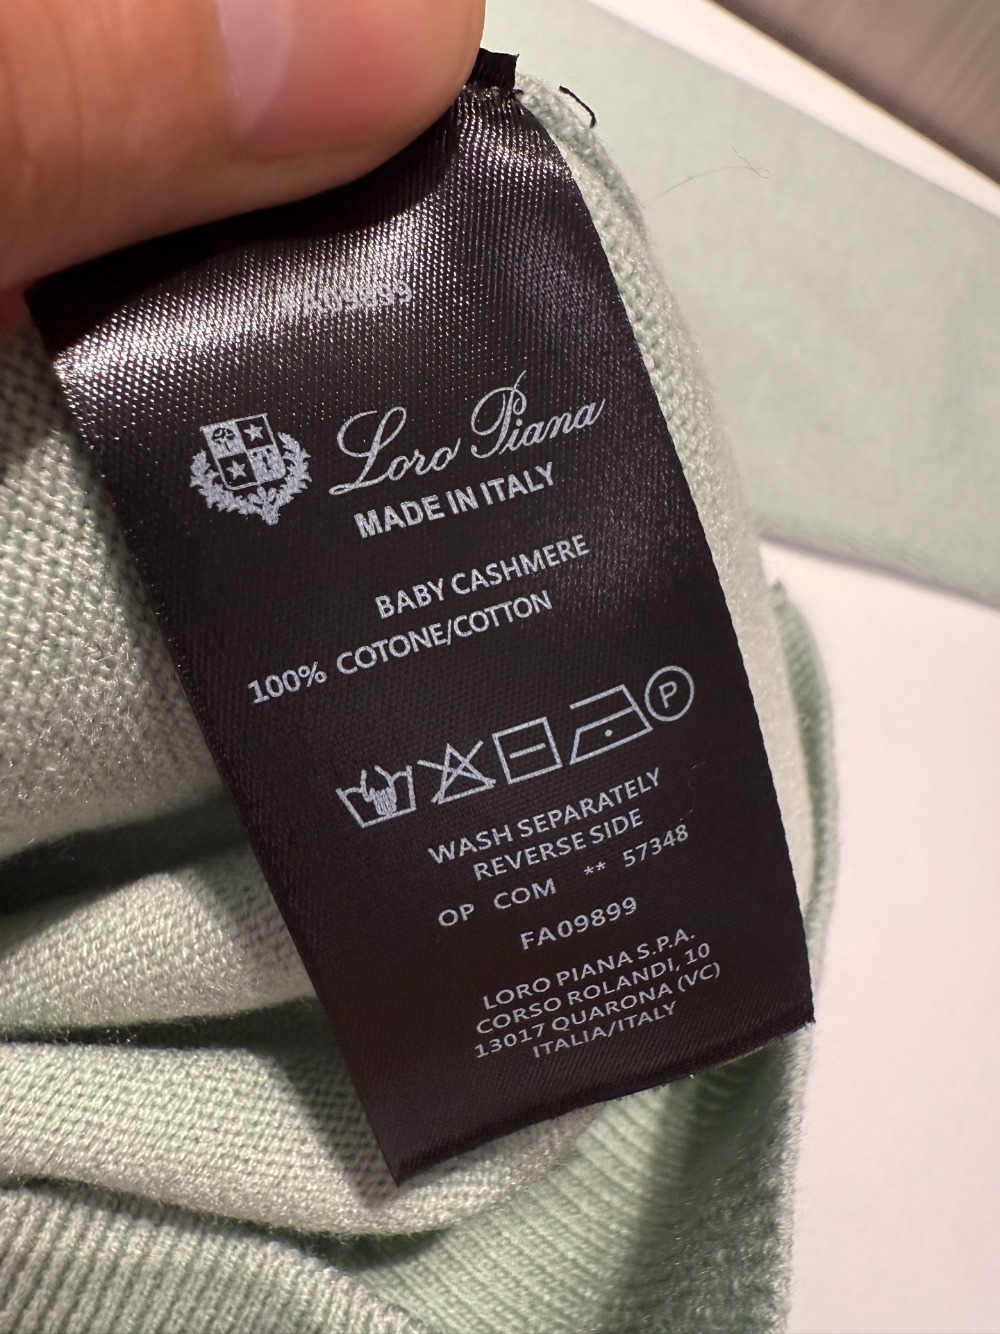 FA09899
Loro Piana
MADE IN ITALY
BABY CASHMERE
100% COTONE/COTTON
P
WASH SEPARATELY
REVERSE SIDE
OP COM ** 57348
FA09899
LORO PIANA S.P.A.
CORSO ROLANDI, 10
13017 QUARONA (VC)
ITALIA/ITALY